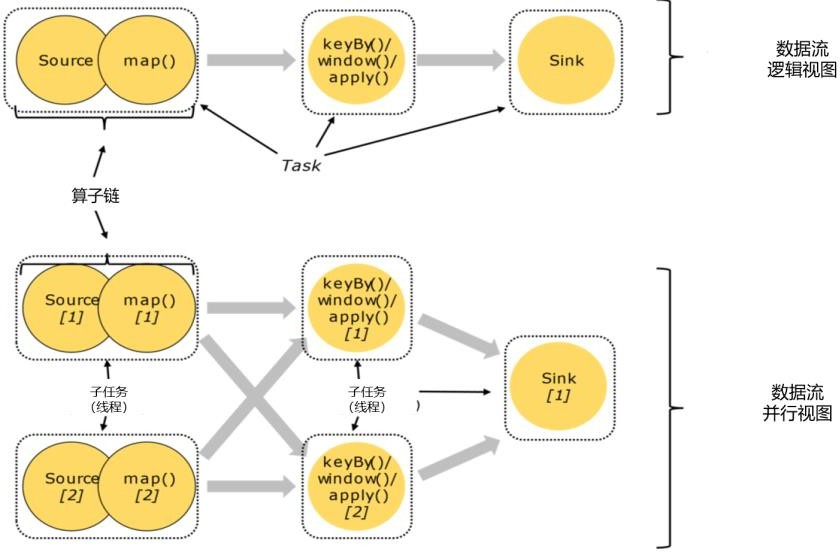 Source
map()
keyBy()/
window()/
apply()
Sink
数据流
逻辑视图
Task
算子链
Source
[1]
map()
[1]
keyBy()/
window()/
apply()
[1]
子任务
（线程）
子任务
（线程）
)
Sink
[1]
数据流
并行视图
Source
[2]
map()
[2]
keyBy()/
window()/
apply()
[2]